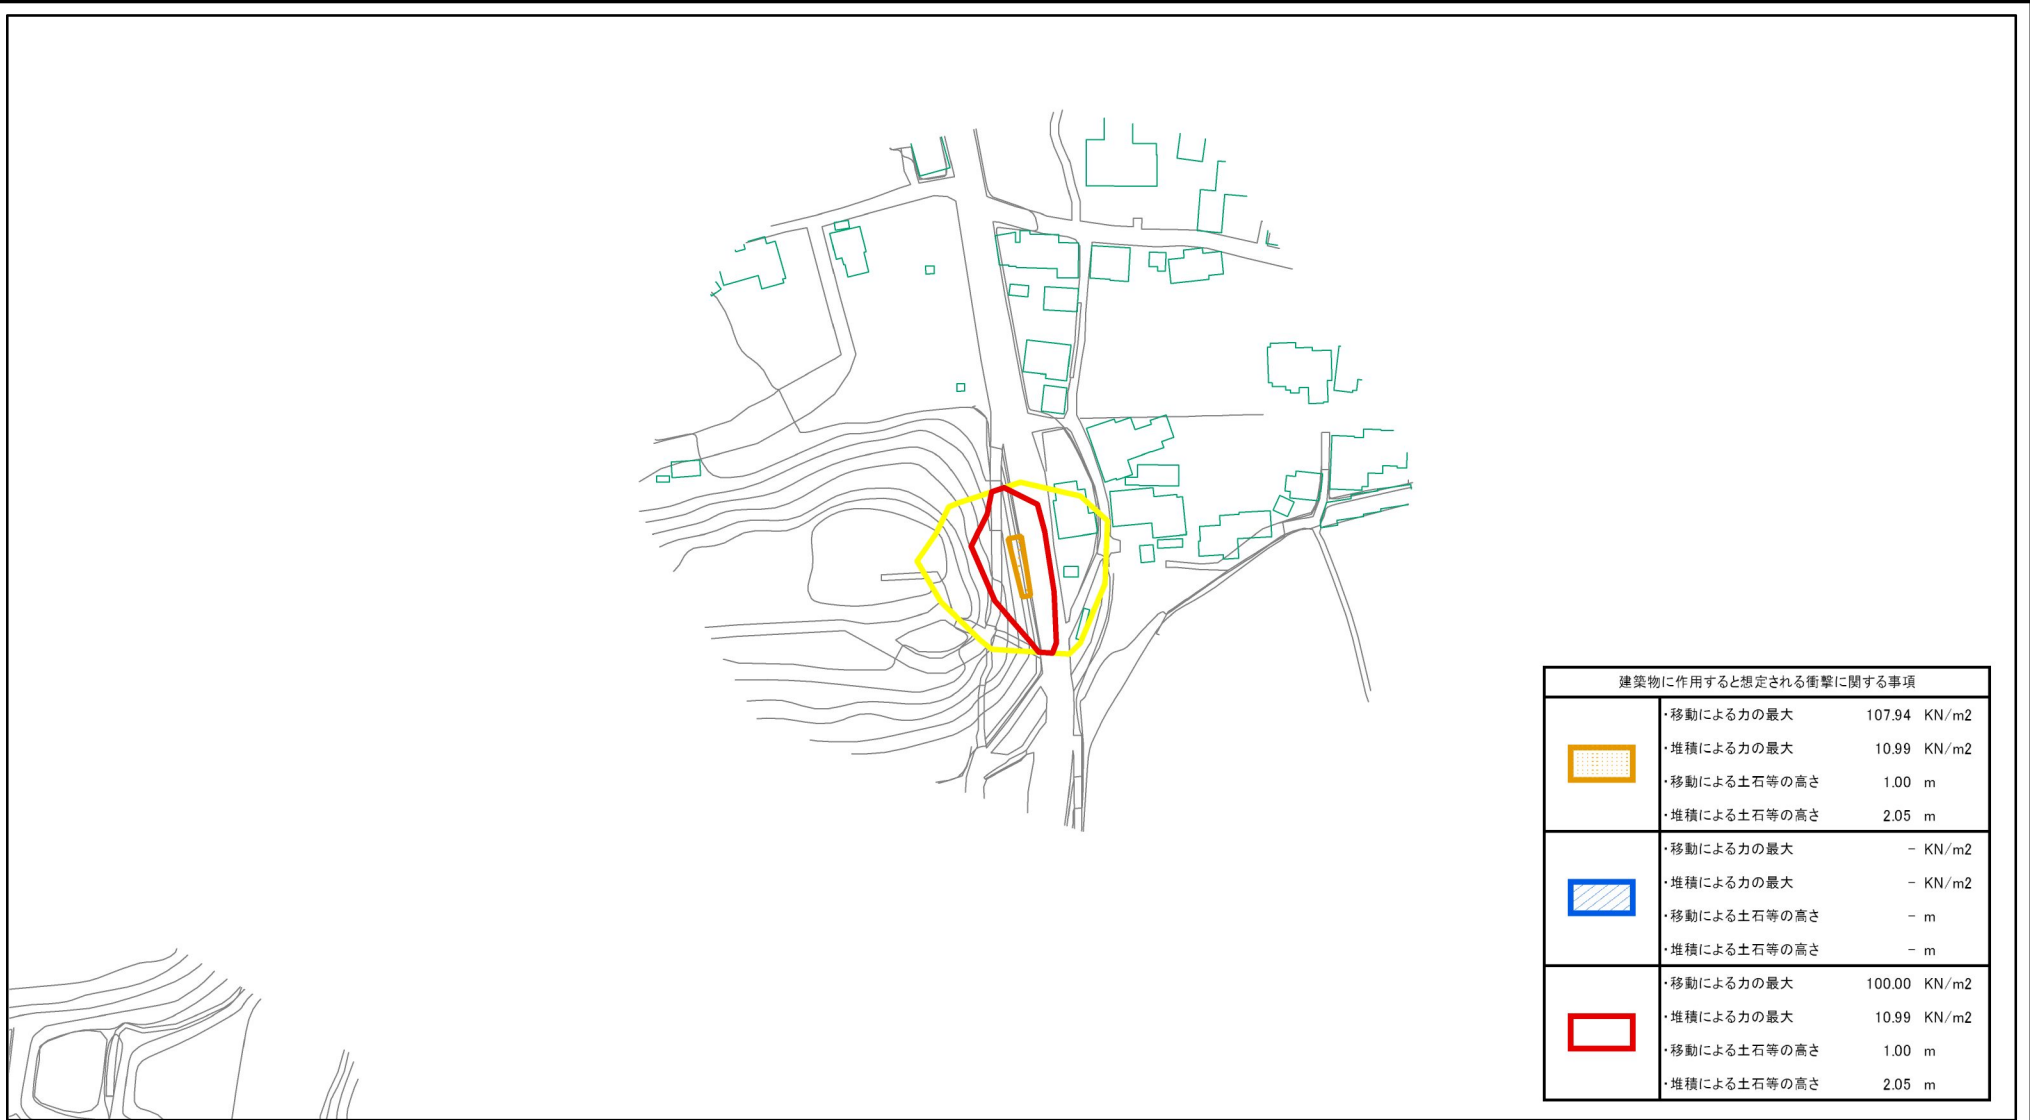 建築物に作用すると想定される衝撃に関する事項
・移動による力の最大 107.94 KN/m2
・堆積による力の最大 10.99 KN/m2
・移動による土石等の高さ 1.00 m
・堆積による土石等の高さ 2.05 m
・移動による力の最大 - KN/m2
・堆積による力の最大 - KN/m2
・移動による土石等の高さ - m
・堆積による土石等の高さ - m
・移動による力の最大 100.00 KN/m2
・堆積による力の最大 10.99 KN/m2
・移動による土石等の高さ 1.00 m
・堆積による土石等の高さ 2.05 m